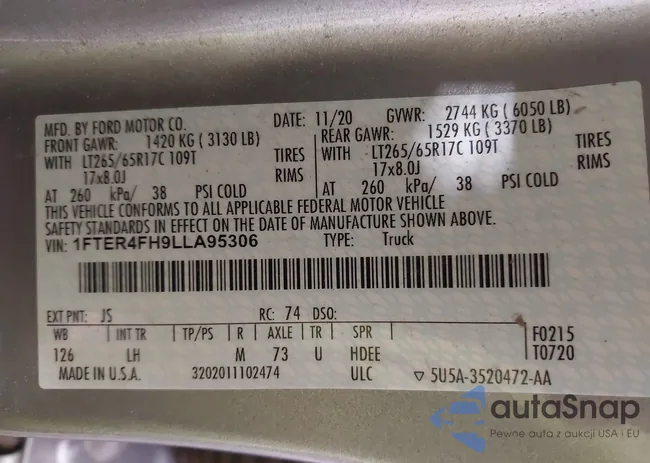 MFD. BY FORD MOTOR CO. DATE: 11/20 GVWR: 2744 KG ( 6050 LB)
FRONT GAWR: 1420 KG ( 3130 LB) REAR GAWR: 1529 KG ( 3370 LB)
WITH LT265/65R17C 109T TIRES WITH LT265/65R17C 109T TIRES
17x8.0J RIMS 17x8.0J RIMS
AT 260 kPa/ 38 PSI COLD AT 260 kPa/ 38 PSI COLD
THIS VEHICLE CONFORMS TO ALL APPLICABLE FEDERAL MOTOR VEHICLE
SAFETY STANDARDS IN EFFECT ON THE DATE OF MANUFACTURE SHOWN ABOVE.
VIN: 1FTER4FH9LLA95306 TYPE: Truck
EXT PNT: JS RC: 74 DSO:
WB INT TR TP/PS R AXLE TR SPR F0215
126 LH M 73 U HDEE T0720
MADE IN U.S.A. 3202011102474 ULC ▽ 5U5A-3520472-AA
autaSnap
Pewne auta z aukcji USA i EU